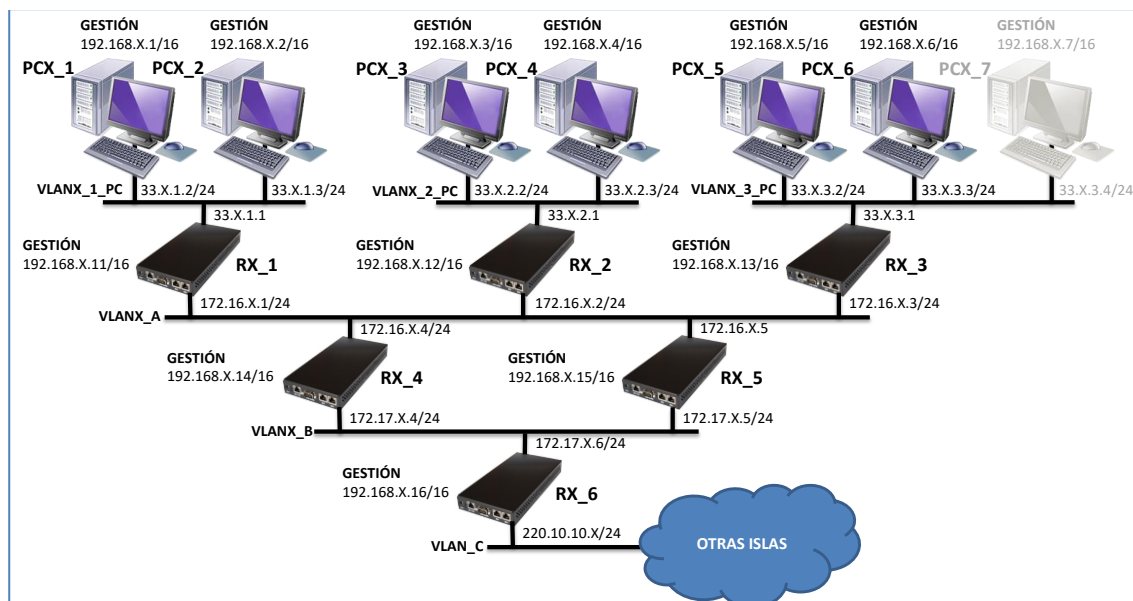 GESTIÓN
192.168.X.1/16
GESTIÓN
192.168.X.2/16
GESTIÓN
192.168.X.3/16
GESTIÓN
192.168.X.4/16
GESTIÓN
192.168.X.5/16
GESTIÓN
192.168.X.6/16
GESTIÓN
192.168.X.7/16
PCX_1
PCX_2
PCX_3
PCX_4
PCX_5
PCX_6
PCX_7
VLANX_1_PC
33.X.1.2/24
33.X.1.3/24
VLANX_2_PC
33.X.2.2/24
33.X.2.3/24
VLANX_3_PC
33.X.3.2/24
33.X.3.3/24
33.X.3.4/24
33.X.1.1
33.X.2.1
33.X.3.1
GESTIÓN
192.168.X.11/16
RX_1
GESTIÓN
192.168.X.12/16
RX_2
GESTIÓN
192.168.X.13/16
RX_3
172.16.X.1/24
172.16.X.2/24
172.16.X.3/24
VLANX_A
172.16.X.4/24
172.16.X.5
GESTIÓN
192.168.X.14/16
RX_4
GESTIÓN
192.168.X.15/16
RX_5
172.17.X.4/24
172.17.X.5/24
VLANX_B
172.17.X.6/24
GESTIÓN
192.168.X.16/16
RX_6
220.10.10.X/24
VLAN_C
OTRAS ISLAS